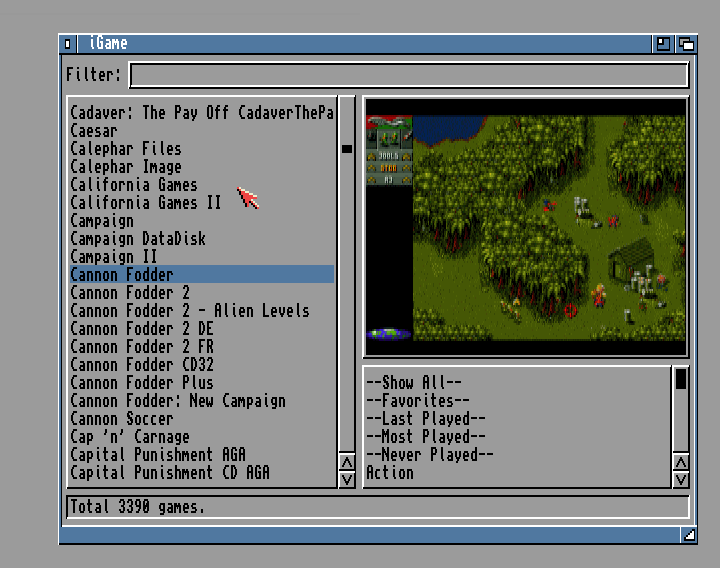 iGame
Filter:
Cadaver: The Pay Off CadaverThePa
Caesar
Calephar Files
Calephar Image
California Games
California Games II
Campaign
Campaign DataDisk
Campaign II
Cannon Fodder
Cannon Fodder 2
Cannon Fodder 2 - Alien Levels
Cannon Fodder 2 DE
Cannon Fodder 2 FR
Cannon Fodder CD32
Cannon Fodder Plus
Cannon Fodder: New Campaign
Cannon Soccer
Cap 'n' Carnage
Capital Punishment AGA
Capital Punishment CD AGA
--Show All--
--Favorites--
--Last Played--
--Most Played--
--Never Played--
Action
Total 3390 games.